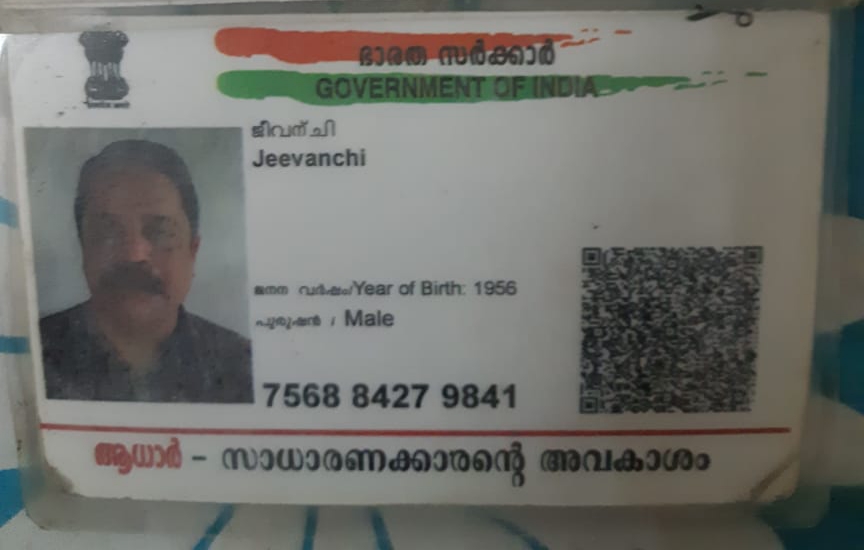 ഭാരത സർക്കാർ
GOVERNMENT OF INDIA
ജീവന്ചി
Jeevanchi
ജനന വർഷം/Year of Birth: 1956
പുരുഷൻ / Male
7568 8427 9841
ആധാർ – സാധാരണക്കാരന്റെ അവകാശം